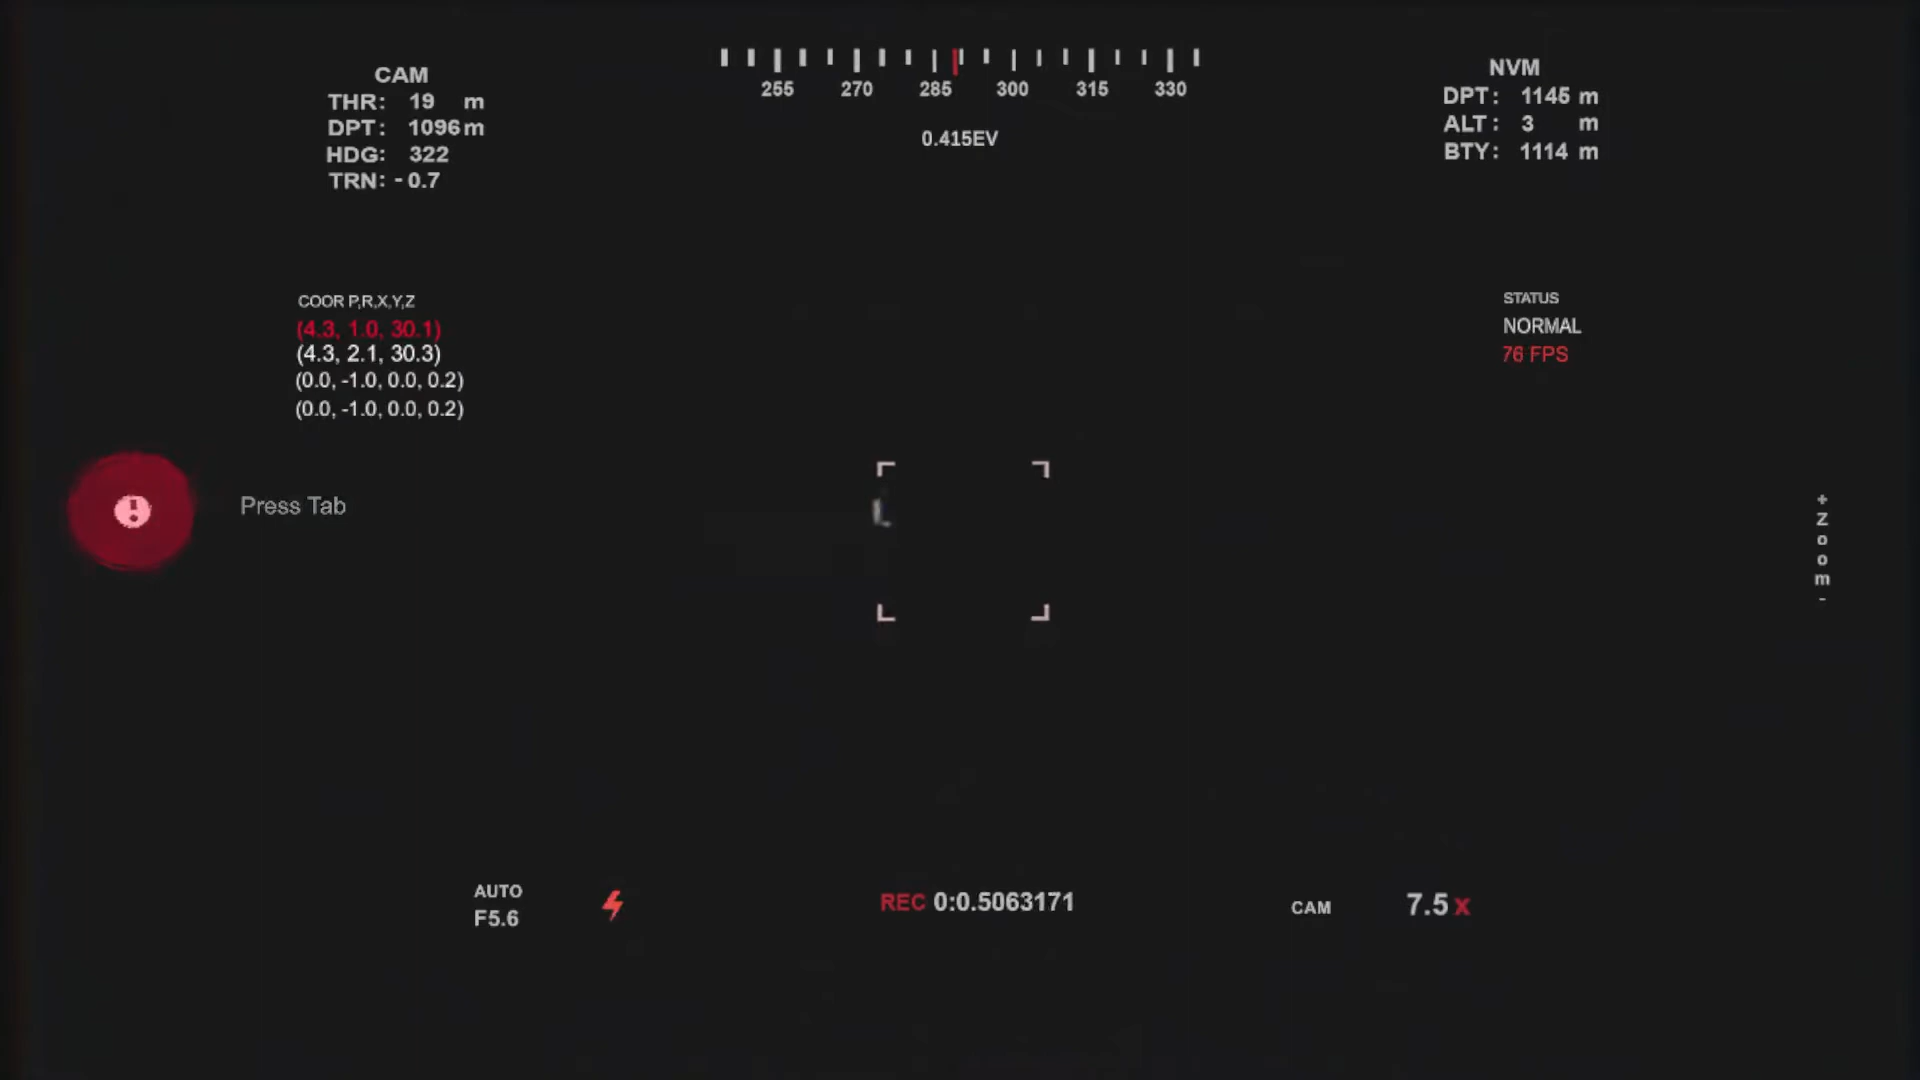 255 270 285 300 315 330
0.415EV
CAM
THR: 19 m
DPT: 1096 m
HDG: 322
TRN: -0.7
NVM
DPT: 1145 m
ALT: 3 m
BTY: 1114 m
COOR P,R,X,Y,Z
(4.3, 1.0, 30.1)
(4.3, 2.1, 30.3)
(0.0, -1.0, 0.0, 0.2)
(0.0, -1.0, 0.0, 0.2)
STATUS
NORMAL
76 FPS
Press Tab
+
Z
o
o
m
-
AUTO
F5.6
REC 0:0.5063171
CAM
7.5 x